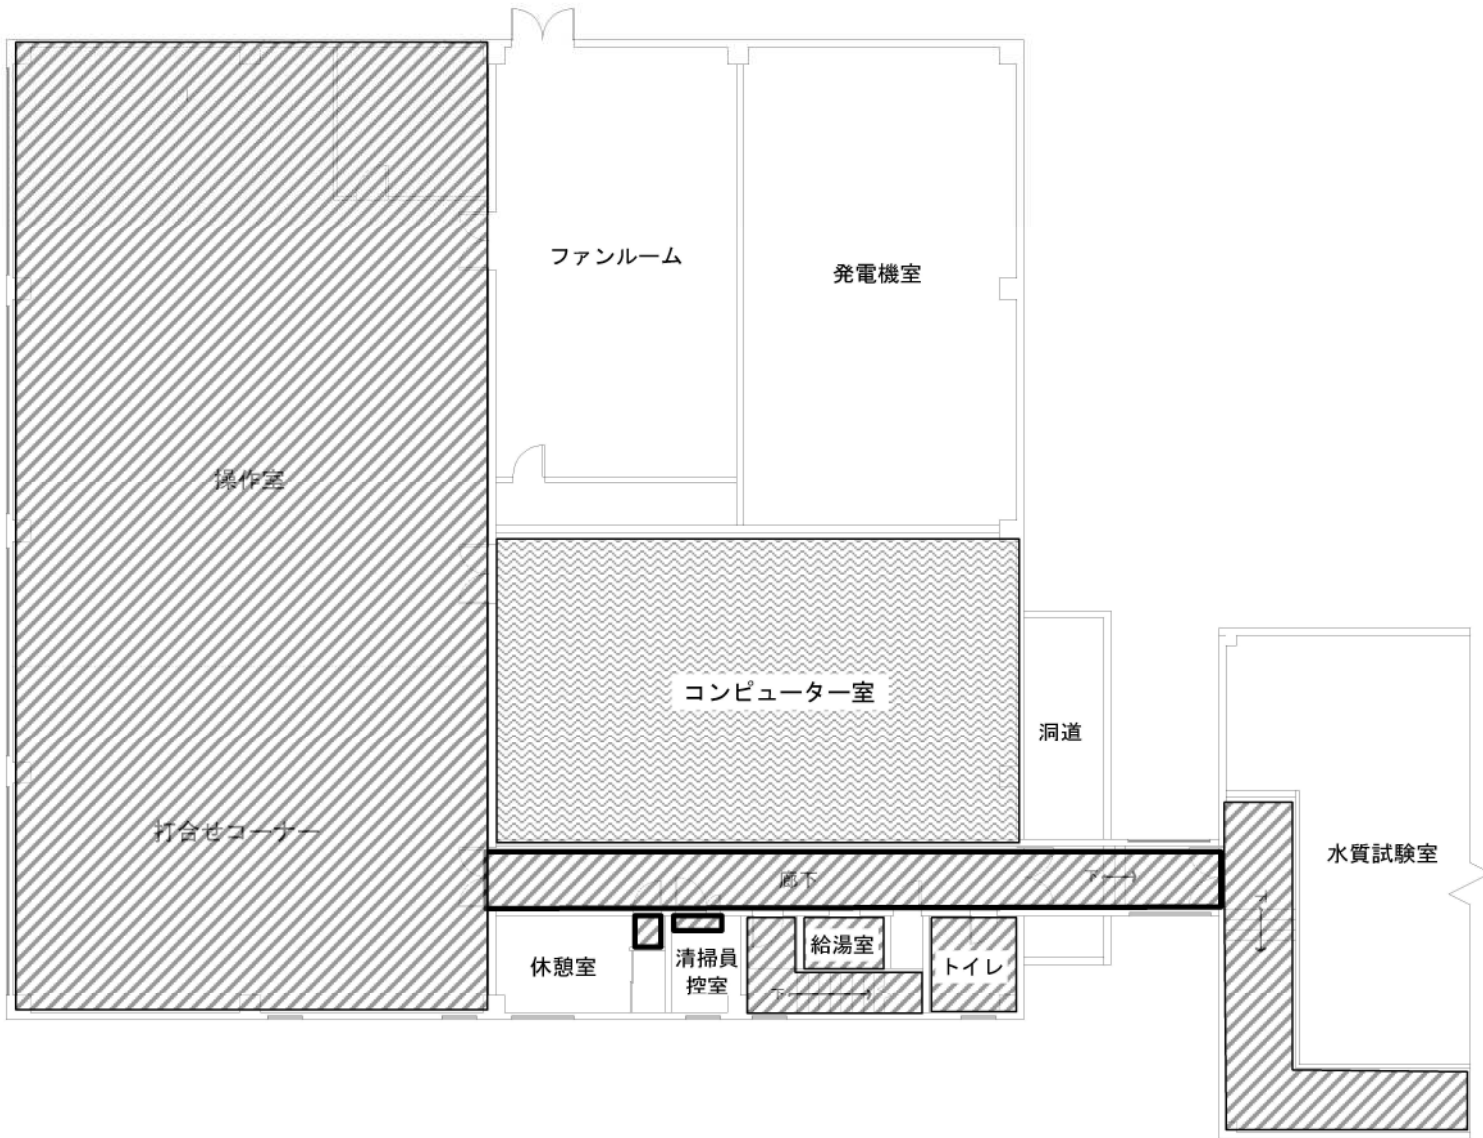 ファンルーム
発電機室
操作室
コンピューター室
洞道
打合せコーナー
水質試験室
廊下
下
下
休憩室
清掃員
控室
給湯室
トイレ
下